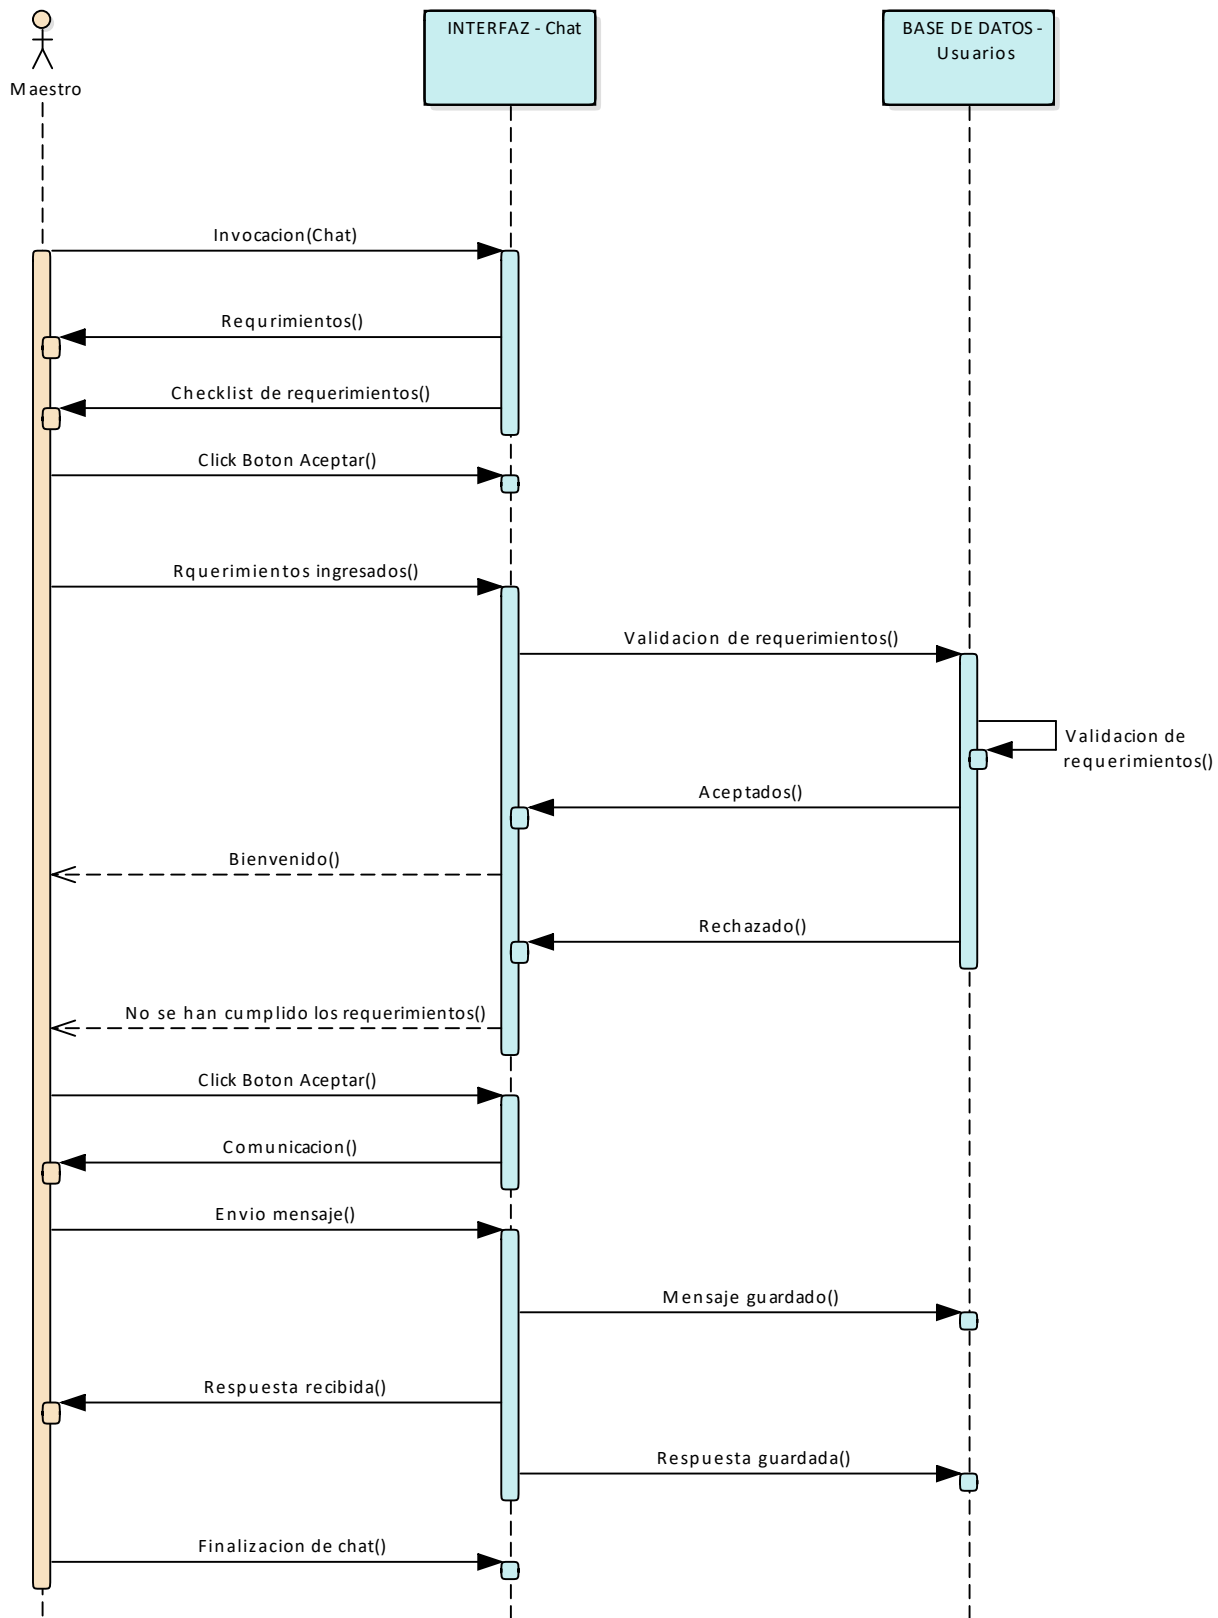 INTERFAZ - Chat
BASE DE DATOS -
Usuarios
Maestro
Invocacion(Chat)
Requrimientos()
Checklist de requerimientos()
Click Boton Aceptar()
Rquerimientos ingresados()
Validacion de requerimientos()
Validacion de
requerimientos()
Aceptados()
Bienvenido()
Rechazado()
No se han cumplido los requerimientos()
Click Boton Aceptar()
Comunicacion()
Envio mensaje()
Mensaje guardado()
Respuesta recibida()
Respuesta guardada()
Finalizacion de chat()